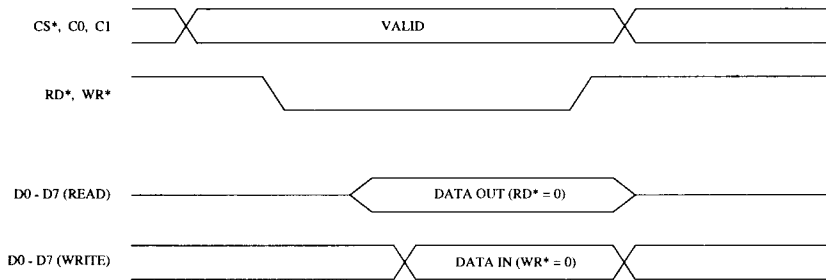 CS*, C0, C1 VALID
RD*, WR*
D0 - D7 (READ) DATA OUT (RD* = 0)
D0 - D7 (WRITE) DATA IN (WR* = 0)